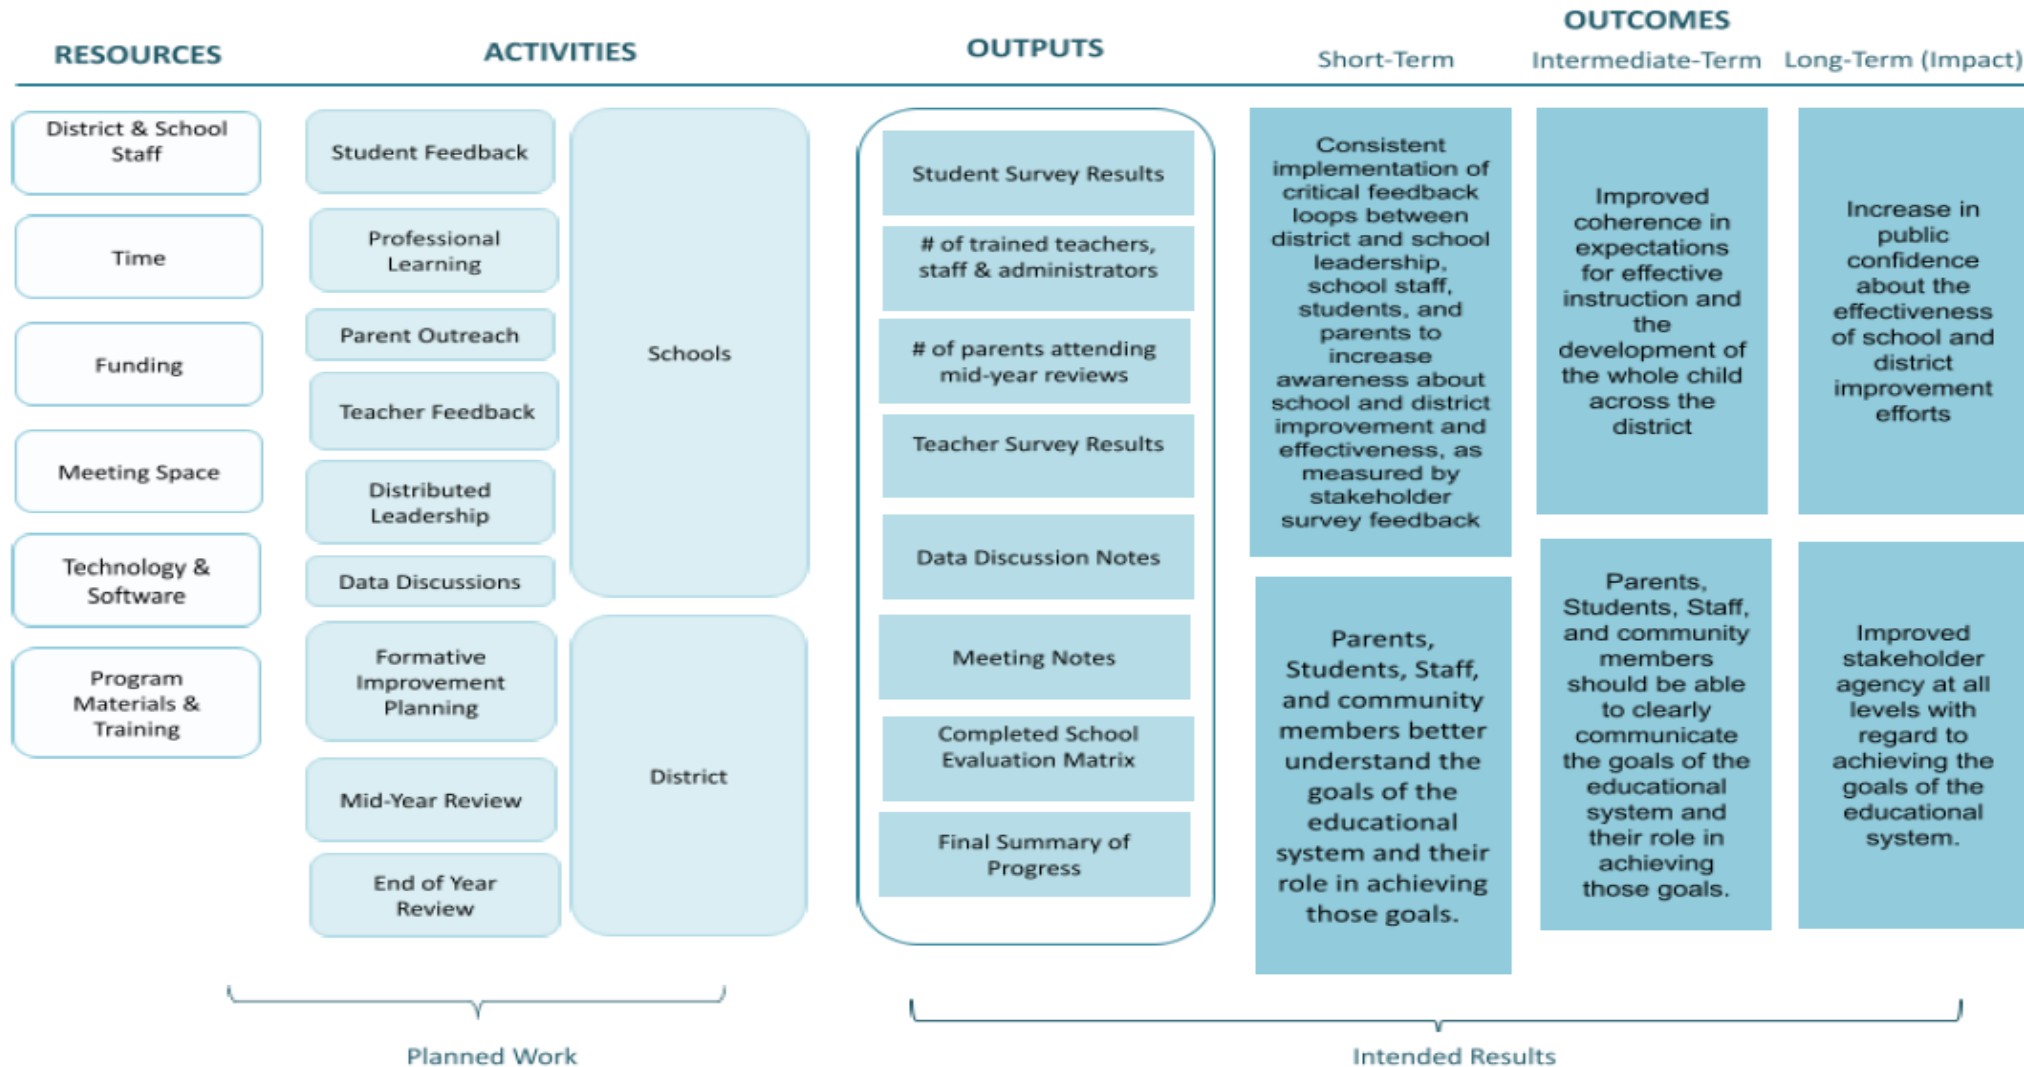 RESOURCES
ACTIVITIES
OUTPUTS
OUTCOMES
Short-Term
Intermediate-Term
Long-Term (Impact)
District & School
Staff
Time
Funding
Meeting Space
Technology &
Software
Program
Materials &
Training
Student Feedback
Professional
Learning
Parent Outreach
Teacher Feedback
Distributed
Leadership
Data Discussions
Formative
Improvement
Planning
Mid-Year Review
End of Year
Review
Schools
District
Student Survey Results
# of trained teachers,
staff & administrators
# of parents attending
mid-year reviews
Teacher Survey Results
Data Discussion Notes
Meeting Notes
Completed School
Evaluation Matrix
Final Summary of
Progress
Consistent
implementation of
critical feedback
loops between
district and school
leadership,
school staff,
students, and
parents to
increase
awareness about
school and district
improvement and
effectiveness, as
measured by
stakeholder
survey feedback
Parents,
Students, Staff,
and community
members better
understand the
goals of the
educational
system and their
role in achieving
those goals.
Improved
coherence in
expectations
for effective
instruction and
the
development of
the whole child
across the
district
Parents,
Students, Staff,
and community
members
should be able
to clearly
communicate
the goals of the
educational
system and
their role in
achieving
those goals.
Increase in
public
confidence
about the
effectiveness
of school and
district
improvement
efforts
Improved
stakeholder
agency at all
levels with
regard to
achieving the
goals of the
educational
system.
Planned Work
Intended Results